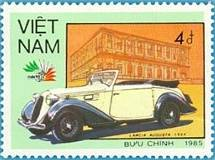 VIỆT
NAM
4đ
LANCIA AUGUSTA 1934
BƯU CHÍNH 1985